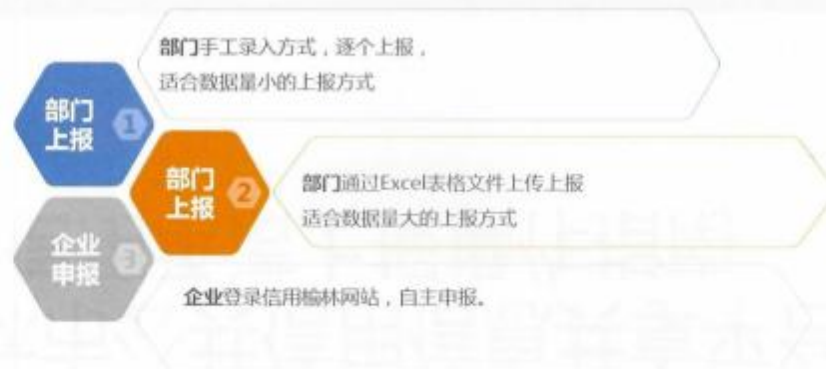 部门手工录入方式，逐个上报，
适合数据量小的上报方式
部门
上报
1
部门
上报
2
部门通过Excel表格文件上传上报
适合数据量大的上报方式
企业
申报
3
企业登录信用榆林网站，自主申报。